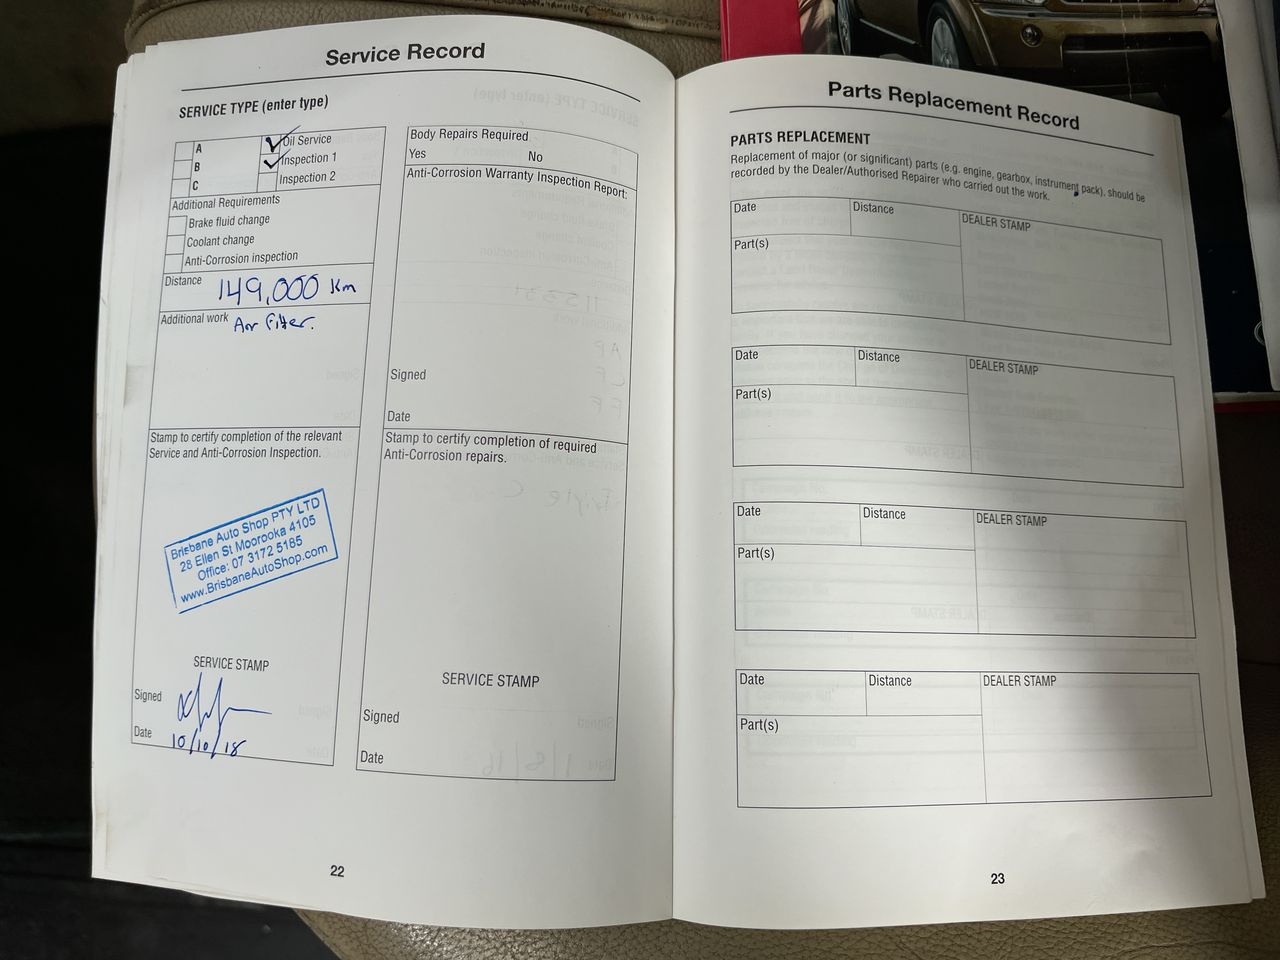 Service Record
SERVICE TYPE (enter type)
A
B
C
Oil Service
Inspection 1
Inspection 2
Additional Requirements
Brake fluid change
Coolant change
Anti-Corrosion inspection
Distance 149,000 Km
Additional work Air Filter.
Stamp to certify completion of the relevant
Service and Anti-Corrosion Inspection.
Brisbane Auto Shop PTY LTD
28 Ellen St Moorooka 4105
Office: 07 3172 5185
www.BrisbaneAutoShop.com
SERVICE STAMP
Signed
Date 10/10/18
Body Repairs Required
Yes No
Anti-Corrosion Warranty Inspection Report:
Signed
Date
Stamp to certify completion of required
Anti-Corrosion repairs.
SERVICE STAMP
Signed
Date
22
Parts Replacement Record
PARTS REPLACEMENT
Replacement of major (or significant) parts (e.g. engine, gearbox, instrument pack), should be
recorded by the Dealer/Authorised Repairer who carried out the work.
Date Distance DEALER STAMP
Part(s)
Date Distance DEALER STAMP
Part(s)
Date Distance DEALER STAMP
Part(s)
Date Distance DEALER STAMP
Part(s)
23